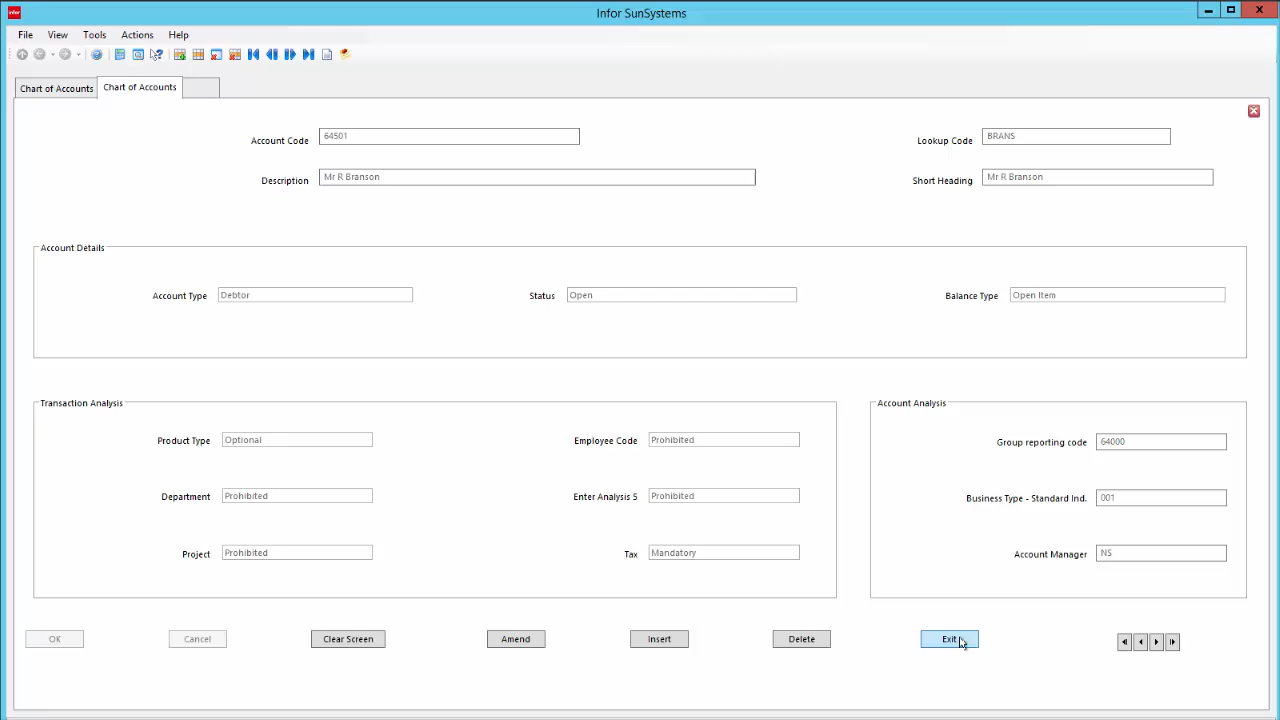 infor
Infor SunSystems
File View Tools Actions Help
Chart of Accounts Chart of Accounts
Account Code 64501 Lookup Code BRANS
Description Mr R Branson Short Heading Mr R Branson
Account Details
Account Type Debtor Status Open Balance Type Open Item
Transaction Analysis Account Analysis
Product Type Optional Employee Code Prohibited Group reporting code 64000
Department Prohibited Enter Analysis 5 Prohibited Business Type - Standard Ind. 001
Project Prohibited Tax Mandatory Account Manager NS
OK Cancel Clear Screen Amend Insert Delete Exit